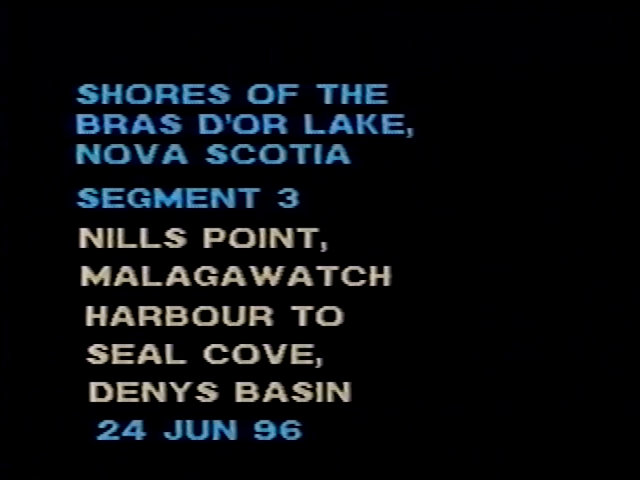 SHORES OF THE
BRAS D'OR LAKE,
NOVA SCOTIA
SEGMENT 3
NILLS POINT,
MALAGAWATCH
HARBOUR TO
SEAL COVE,
DENYS BASIN
24 JUN 96